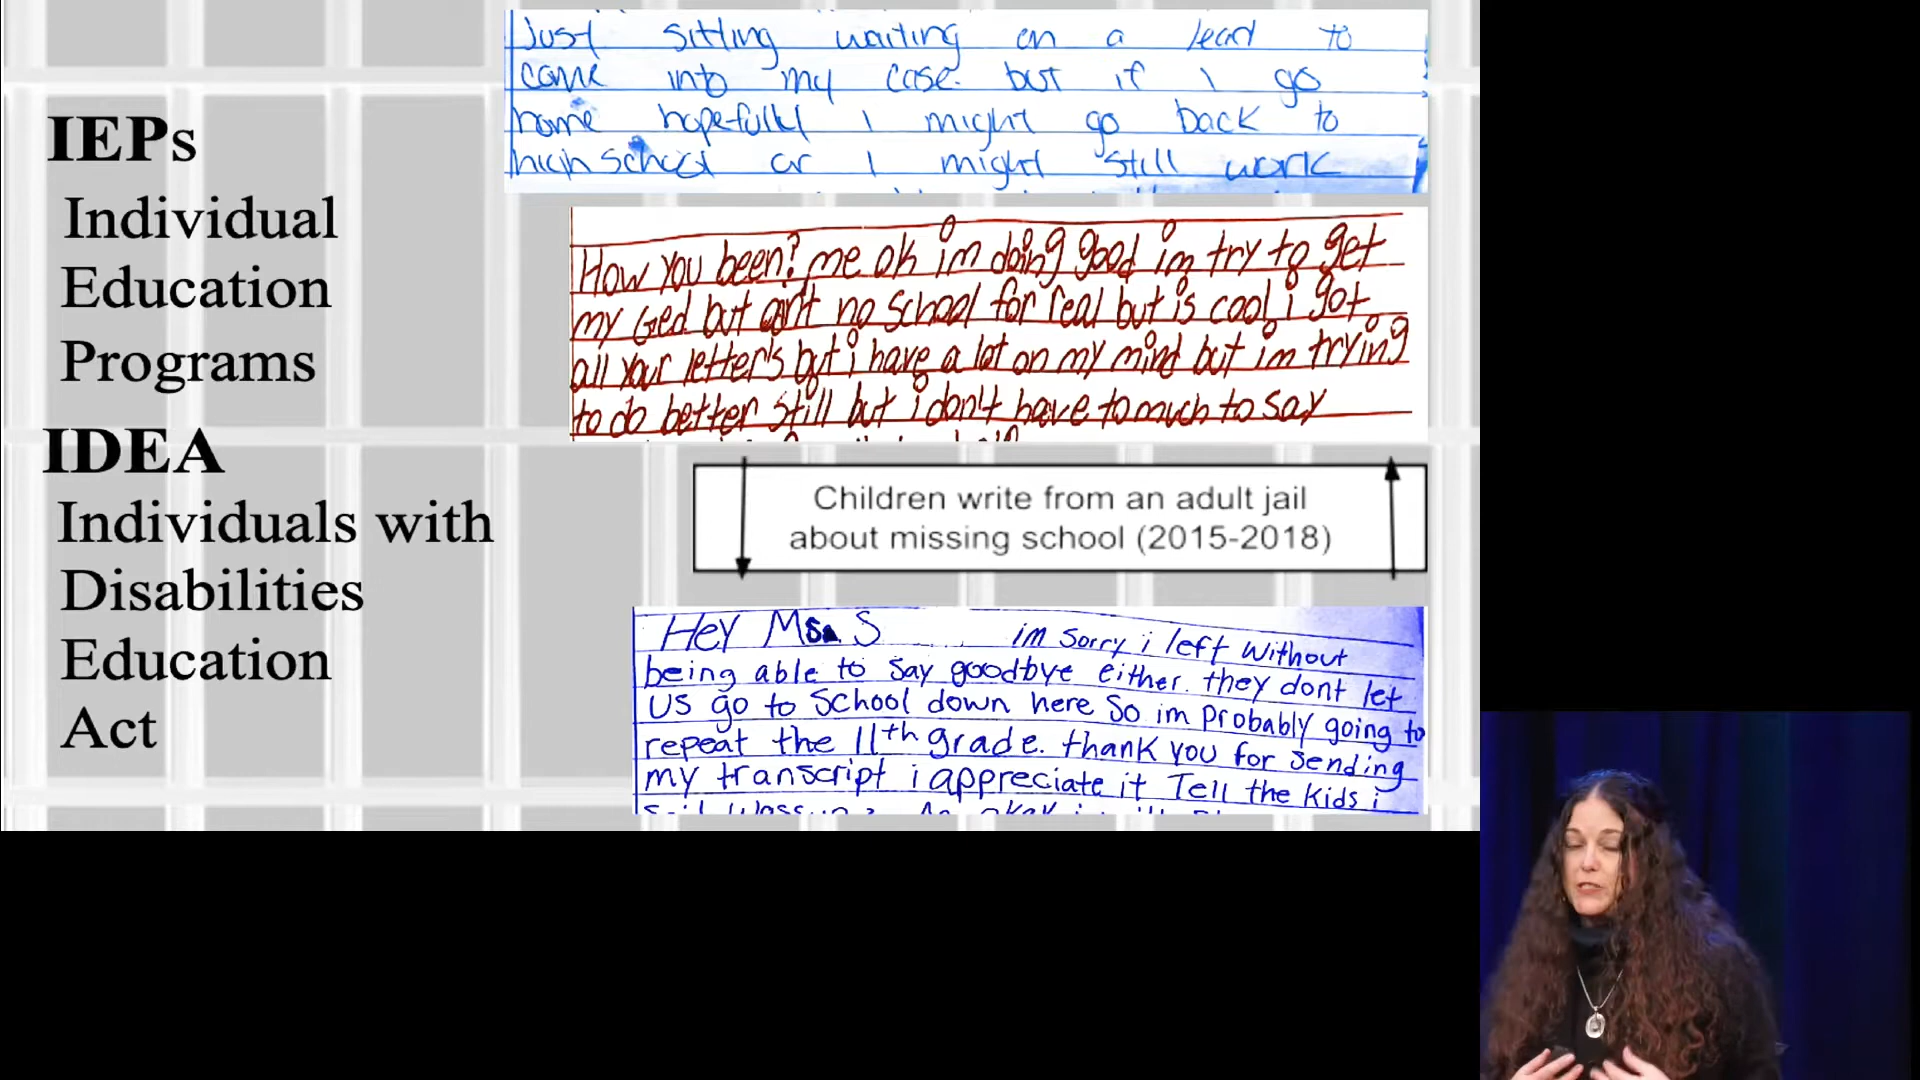 IEPs
Individual
Education
Programs
IDEA
Individuals with
Disabilities
Education
Act
Just sitting waiting on a lead to
come into my case. but if I go
home hopefully I might go back to
high school or I might still work
How you been? me ok im doing good im try to get
my Ged but ain't no school for real but is cool i got
all your letter's but i have a lot on my mind but im trying
to do better still but i don't have to much to say
Children write from an adult jail
about missing school (2015-2018)
Hey Ms. S im sorry i left without
being able to say goodbye either. they dont let
us go to school down here so im probably going to
repeat the 11th grade. thank you for sending
my transcript i appreciate it Tell the kids i